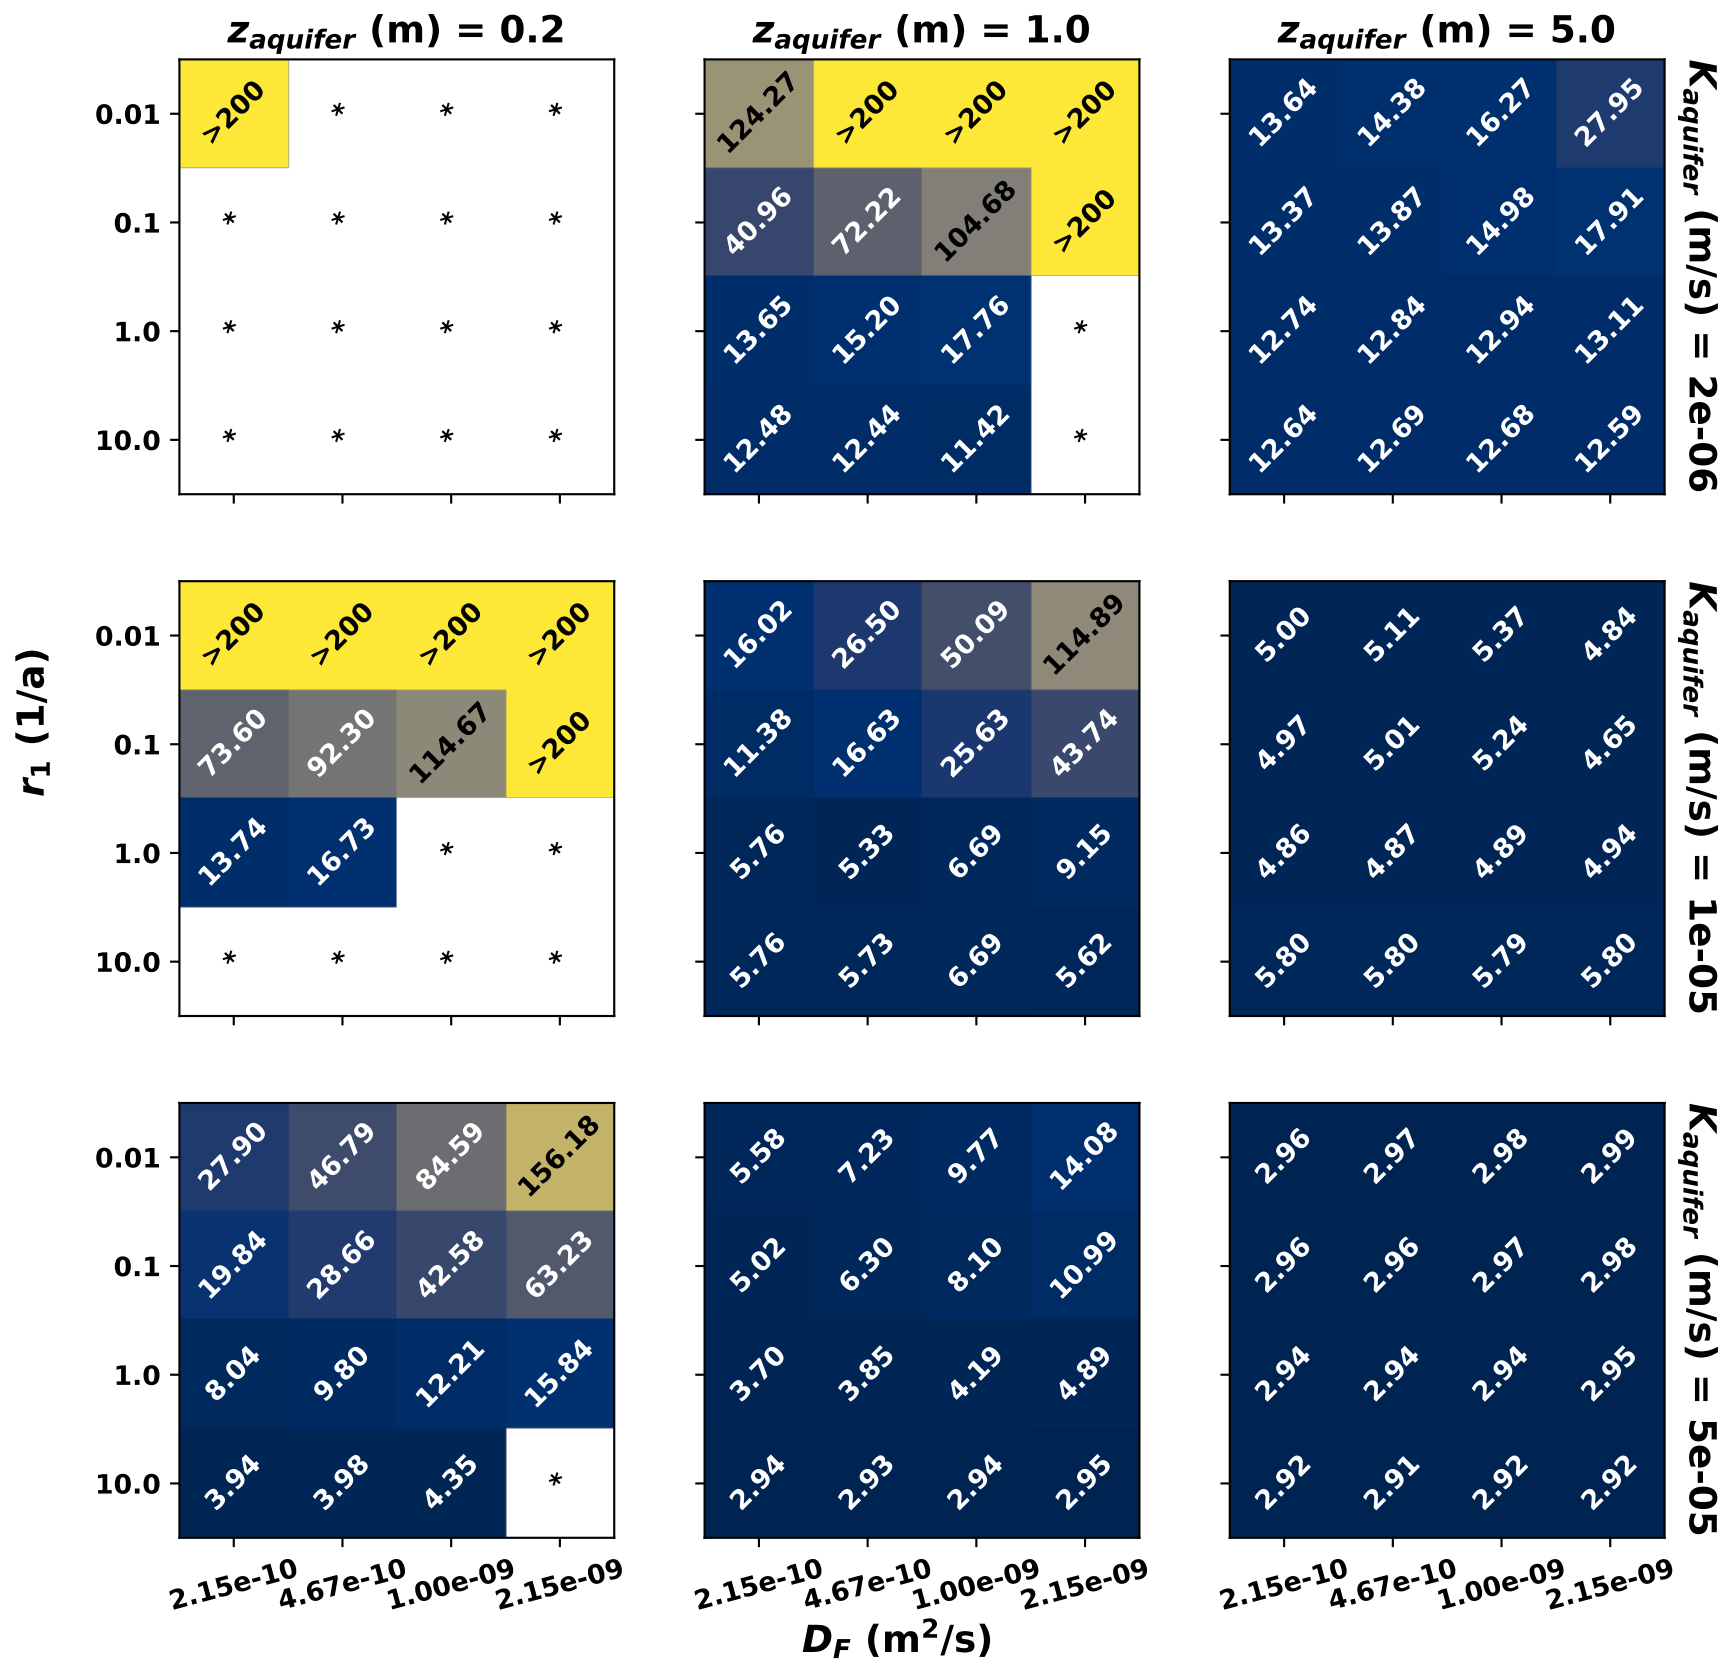 z_aquifer (m) = 0.2 z_aquifer (m) = 1.0 z_aquifer (m) = 5.0
0.01 >200 * * * 124.27 >200 >200 >200 13.64 14.38 16.27 27.95
0.1 * * * * 40.96 72.22 104.68 >200 13.37 13.87 14.98 17.91
1.0 * * * * 13.65 15.20 17.76 * 12.74 12.84 12.94 13.11
10.0 * * * * 12.48 12.44 11.42 * 12.64 12.69 12.68 12.59
K_aquifer (m/s) = 2e-06
r₁ (1/a)
0.01 >200 >200 >200 >200 16.02 26.50 50.09 114.89 5.00 5.11 5.37 4.84
0.1 73.60 92.30 114.67 >200 11.38 16.63 25.63 43.74 4.97 5.01 5.24 4.65
1.0 13.74 16.73 * * 5.76 5.33 6.69 9.15 4.86 4.87 4.89 4.94
10.0 * * * * 5.76 5.73 6.69 5.62 5.80 5.80 5.79 5.80
K_aquifer (m/s) = 1e-05
0.01 27.90 46.79 84.59 156.18 5.58 7.23 9.77 14.08 2.96 2.97 2.98 2.99
0.1 19.84 28.66 42.58 63.23 5.02 6.30 8.10 10.99 2.96 2.96 2.97 2.98
1.0 8.04 9.80 12.21 15.84 3.70 3.85 4.19 4.89 2.94 2.94 2.94 2.95
10.0 3.94 3.98 4.35 * 2.94 2.93 2.94 2.95 2.92 2.91 2.92 2.92
K_aquifer (m/s) = 5e-05
2.15e-10 4.67e-10 1.00e-09 2.15e-09 2.15e-10 4.67e-10 1.00e-09 2.15e-09 2.15e-10 4.67e-10 1.00e-09 2.15e-09
D_F (m²/s)